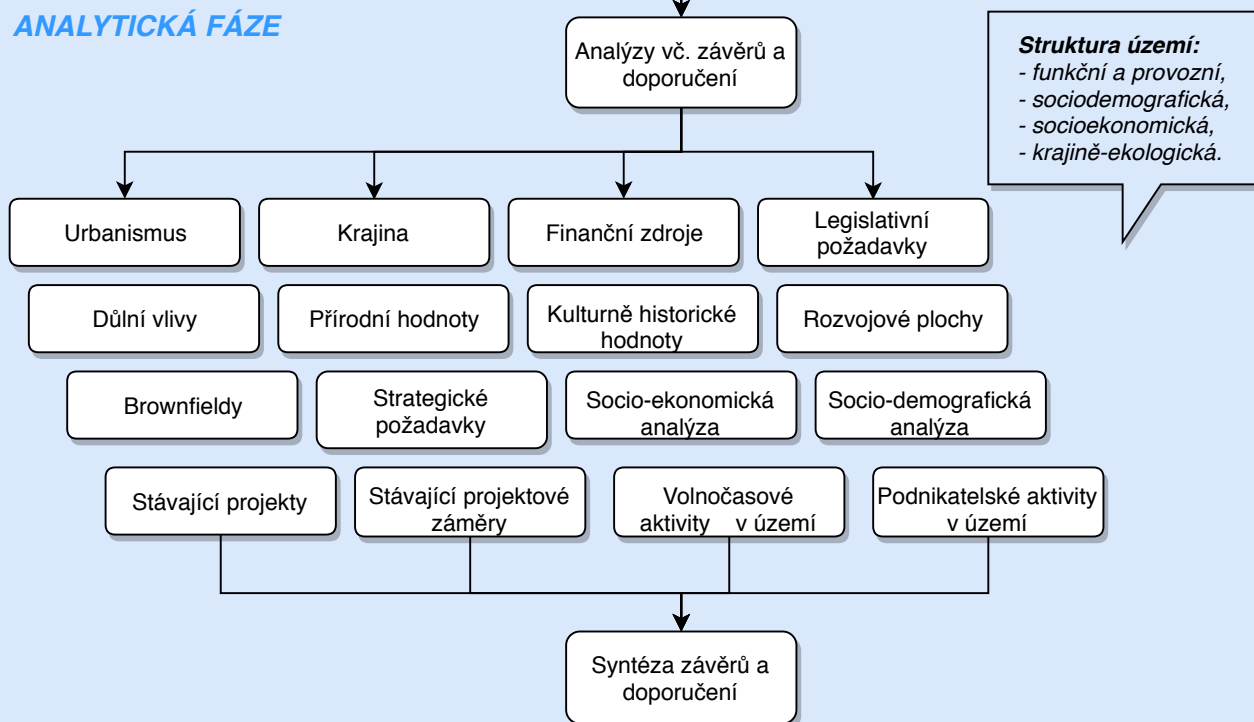 ANALYTICKÁ FÁZE
Analýzy vč. závěrů a
doporučení
Struktura území:
- funkční a provozní,
- sociodemografická,
- socioekonomická,
- krajině-ekologická.
Urbanismus
Krajina
Finanční zdroje
Legislativní
požadavky
Důlní vlivy
Přírodní hodnoty
Kulturně historické
hodnoty
Rozvojové plochy
Brownfieldy
Strategické
požadavky
Socio-ekonomická
analýza
Socio-demografická
analýza
Stávající projekty
Stávající projektové
záměry
Volnočasové
aktivity v území
Podnikatelské aktivity
v území
Syntéza závěrů a
doporučení